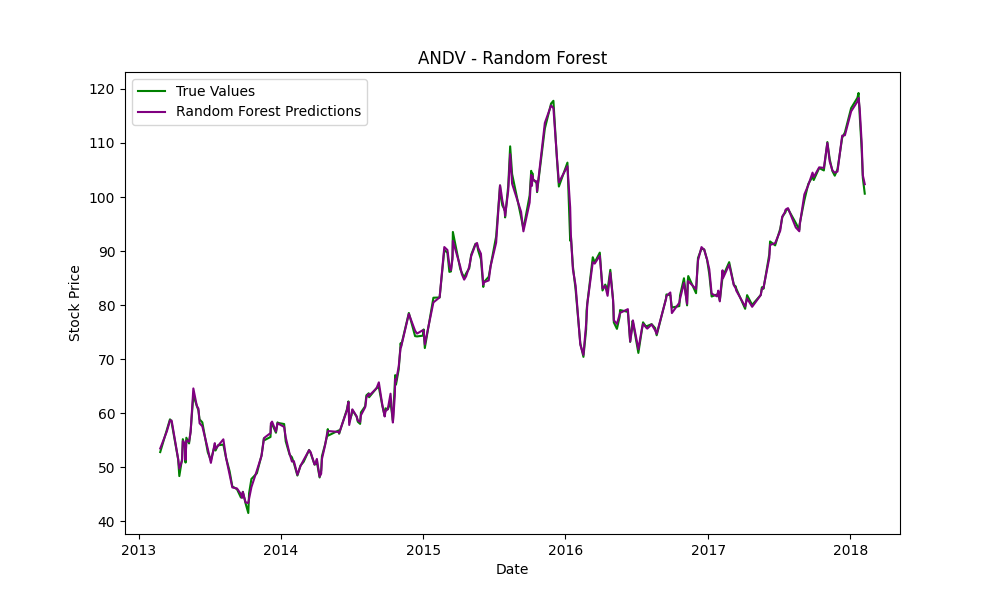 ANDV - Random Forest
True Values
Random Forest Predictions
120
110
100
90
80
70
60
50
40
Stock Price
2013 2014 2015 2016 2017 2018
Date